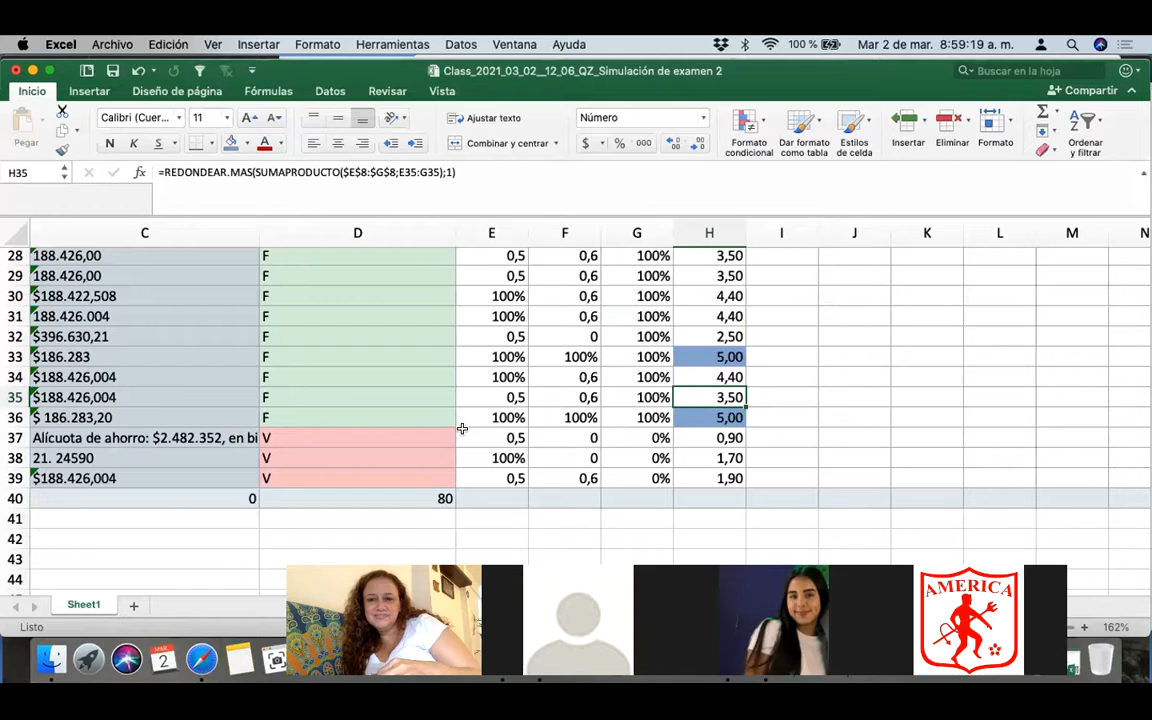 Excel Archivo Edición Ver Insertar Formato Herramientas Datos Ventana Ayuda 100 % Mar 2 de mar. 8:59:19 a. m.
Class_2021_03_02__12_06_QZ_Simulación de examen 2 Buscar en la hoja
Inicio Insertar Diseño de página Fórmulas Datos Revisar Vista Compartir
Pegar Calibri (Cuer... 11 A A Ajustar texto Número Formato condicional Dar formato como tabla Estilos de celda Insertar Eliminar Formato Ordenar y filtrar
N K S A Combinar y centrar $ % 000
H35 fx =REDONDEAR.MAS(SUMAPRODUCTO($E$8:$G$8;E35:G35);1)
C D E F G H I J K L M N
28 188.426,00 F 0,5 0,6 100% 3,50
29 188.426,00 F 0,5 0,6 100% 3,50
30 $188.422,508 F 100% 0,6 100% 4,40
31 188.426.004 F 100% 0,6 100% 4,40
32 $396.630,21 F 0,5 0 100% 2,50
33 $186.283 F 100% 100% 100% 5,00
34 $188.426,004 F 100% 0,6 100% 4,40
35 $188.426,004 F 0,5 0,6 100% 3,50
36 $ 186.283,20 F 100% 100% 100% 5,00
37 Alícuota de ahorro: $2.482.352, en bi V 0,5 0 0% 0,90
38 21. 24590 V 100% 0 0% 1,70
39 $188.426,004 V 0,5 0,6 0% 1,90
40 0 80
41
42
43
44
Sheet1
Listo 162%
MAR
2
AMERICA